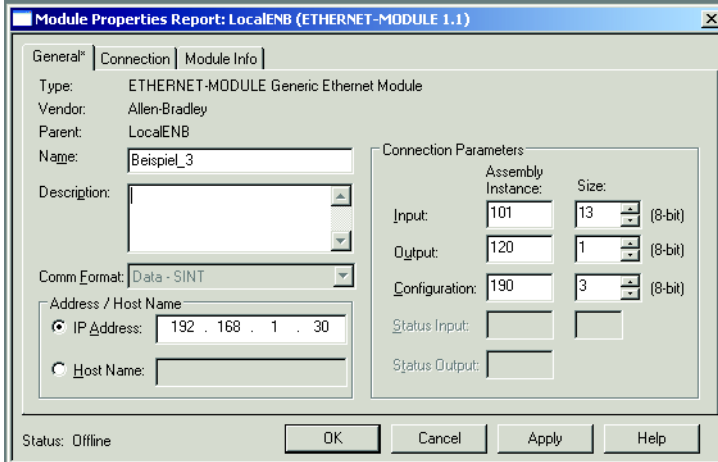 Module Properties Report: LocalENB (ETHERNET-MODULE 1.1)
General* Connection Module Info
Type: ETHERNET-MODULE Generic Ethernet Module
Vendor: Allen-Bradley
Parent: LocalENB
Name: Beispiel_3
Description:
Comm Format: Data - SINT
Address / Host Name
IP Address: 192 . 168 . 1 . 30
Host Name:
Connection Parameters
Assembly
Instance: Size:
Input: 101 13 (8-bit)
Output: 120 1 (8-bit)
Configuration: 190 3 (8-bit)
Status Input:
Status Output:
Status: Offline OK Cancel Apply Help